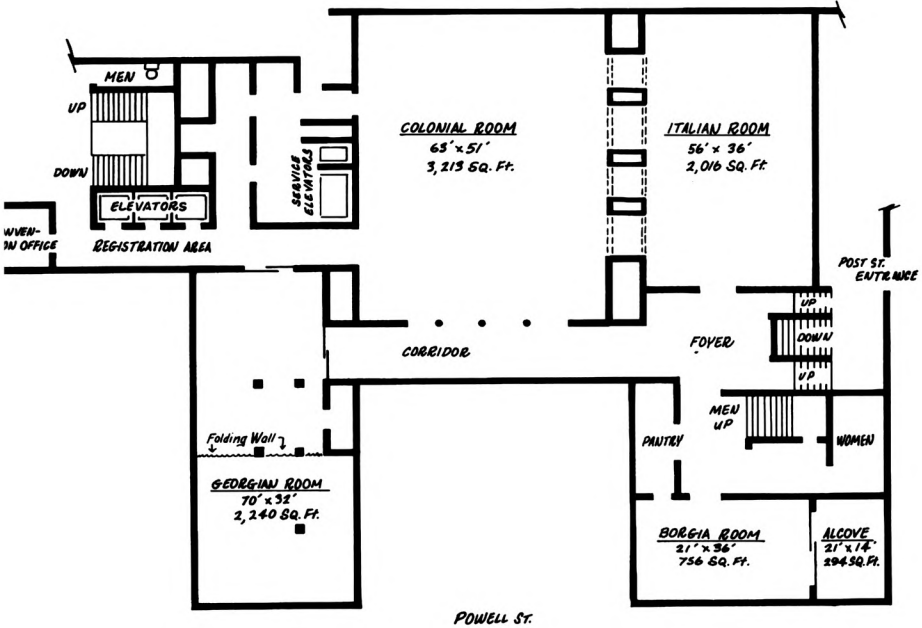 MEN
UP
DOWN
ELEVATORS
REGISTRATION AREA
NVEN-
ON OFFICE
SERVICE
ELEVATORS
COLONIAL ROOM
63' x 51'
3,213 SQ. Ft.
ITALIAN ROOM
56' x 36'
2,016 SQ. Ft.
POST ST.
ENTRANCE
UP
DOWN
UP
FOYER
CORRIDOR
MEN
UP
PANTRY
WOMEN
Folding Wall
GEORGIAN ROOM
70' x 32'
2,240 SQ. Ft.
BORGIA ROOM
21' x 36'
756 SQ. Ft.
ALCOVE
21' x 14'
294 SQ. Ft.
POWELL ST.